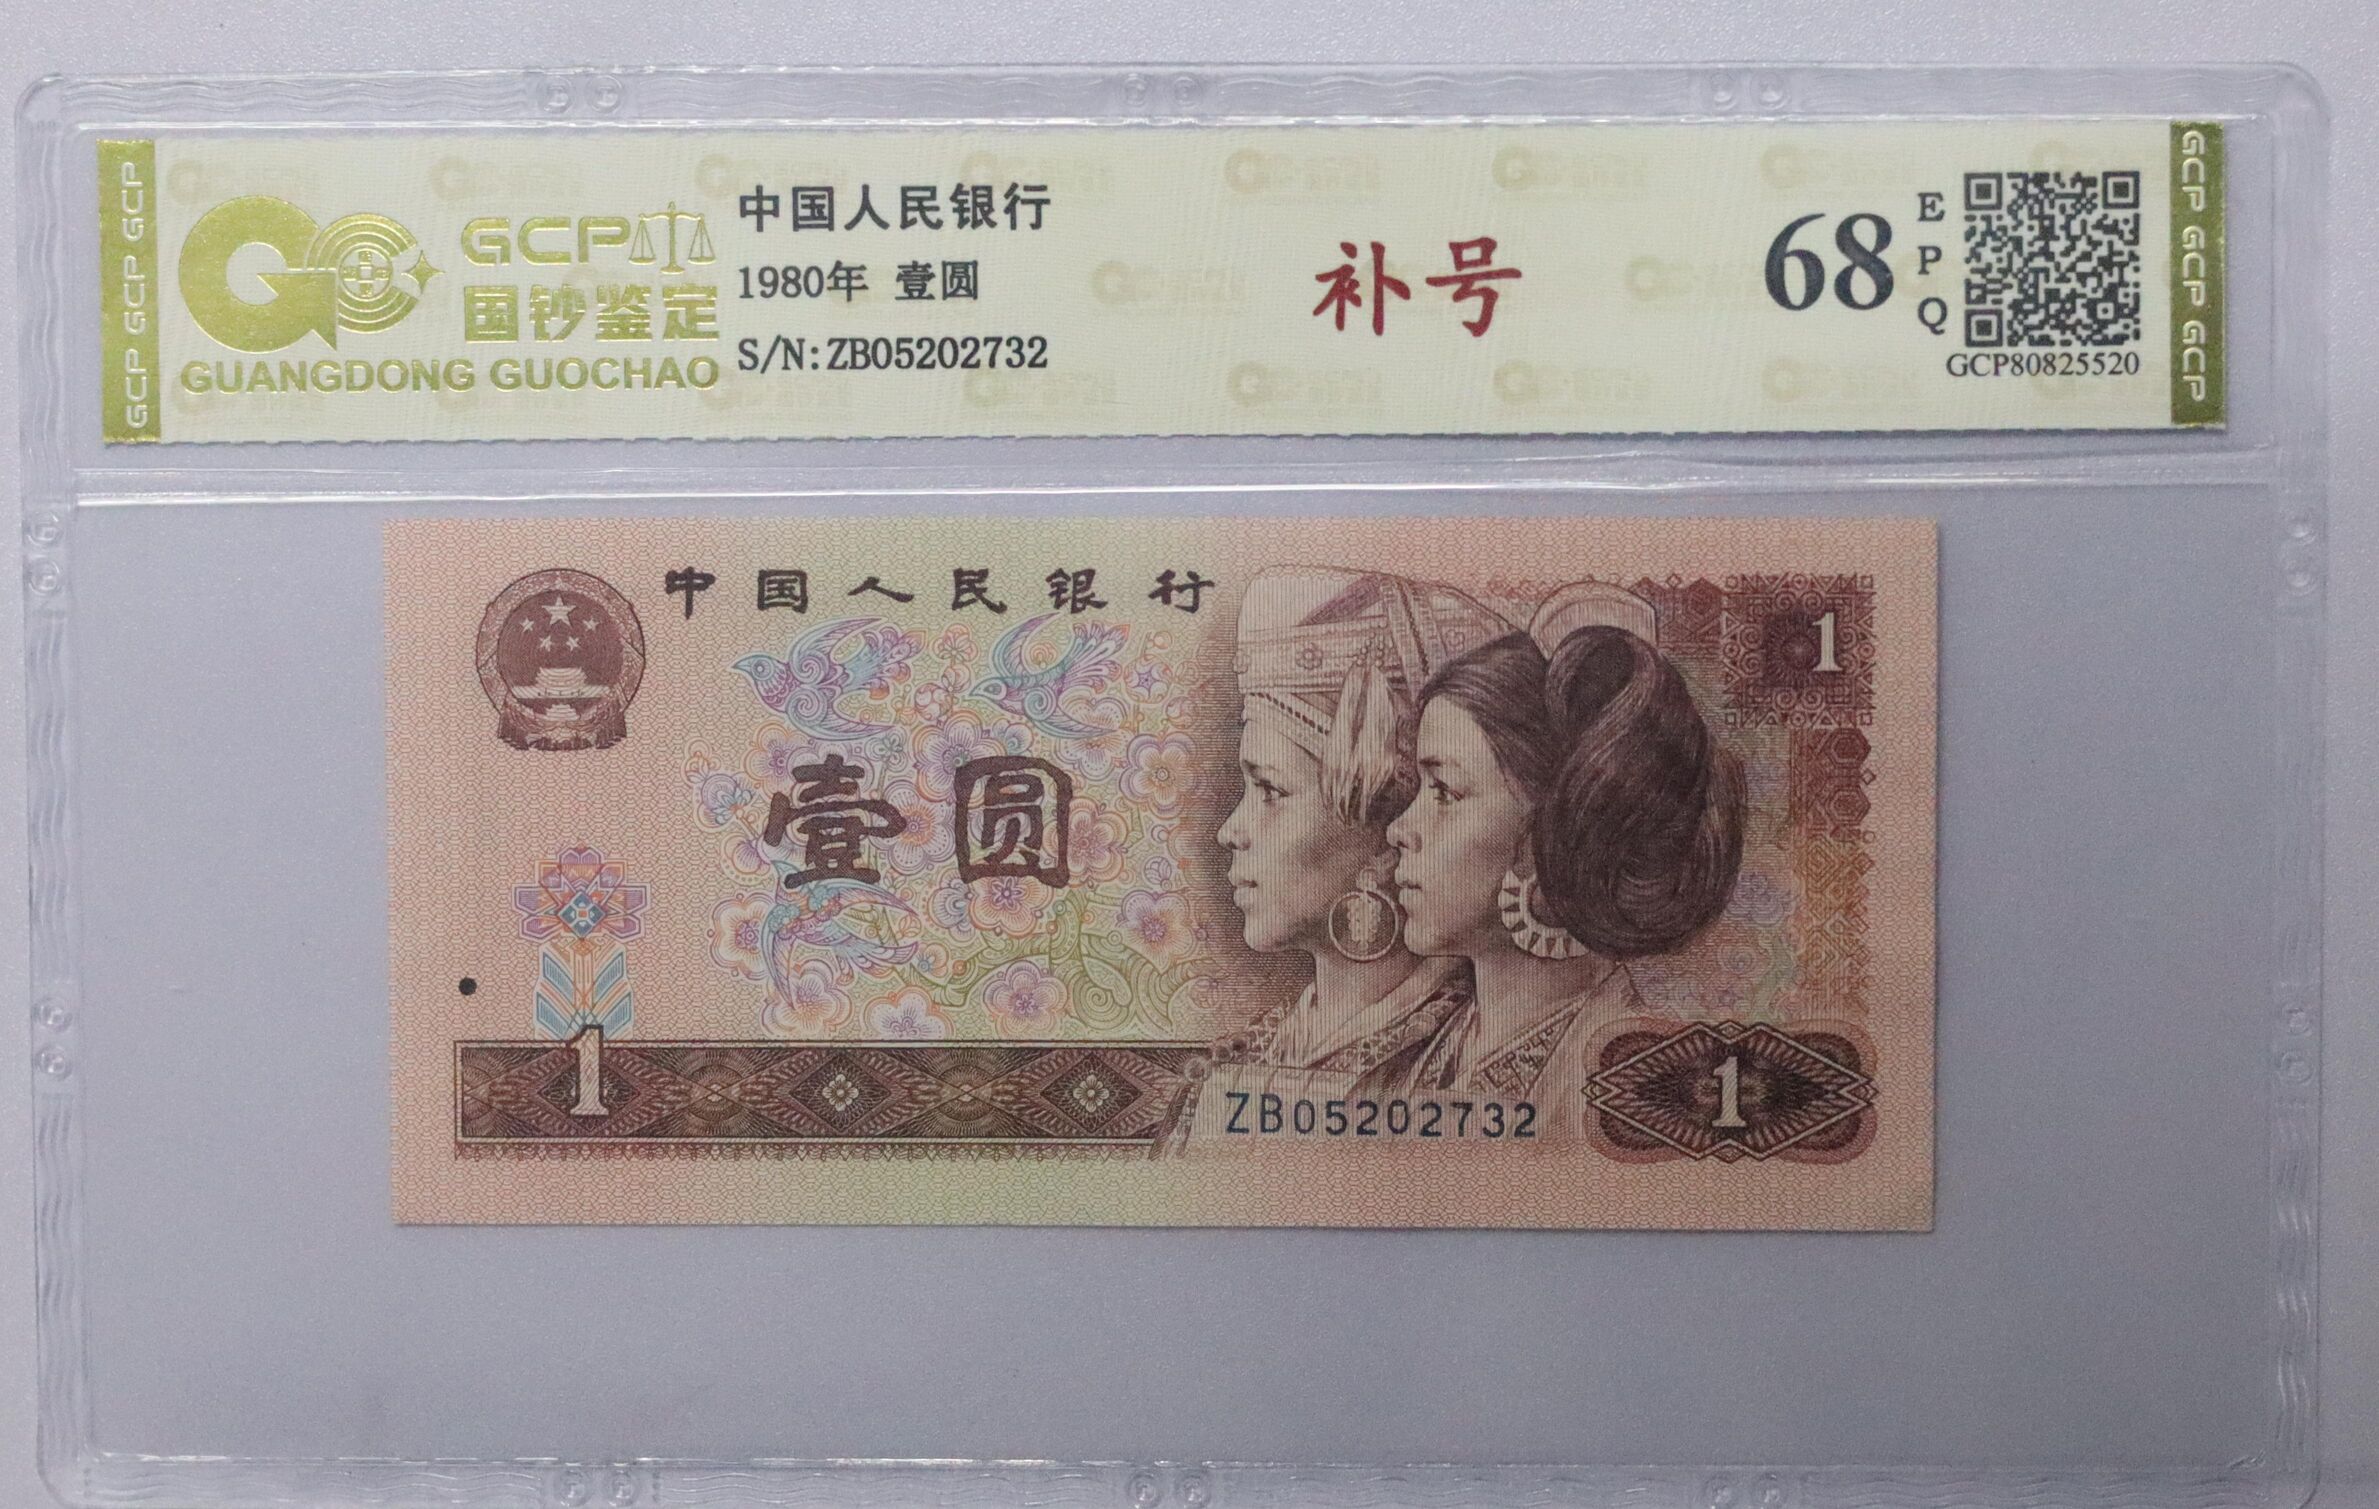 GCP GCP GCP
GCP
国钞鉴定
GUANGDONG GUOCHAO
中国人民银行
1980年 壹圆
S/N:ZB05202732
补号
68
EPQ
GCP80825520
GCP GCP GCP
中国人民银行
1
壹圆
1
ZB05202732
1